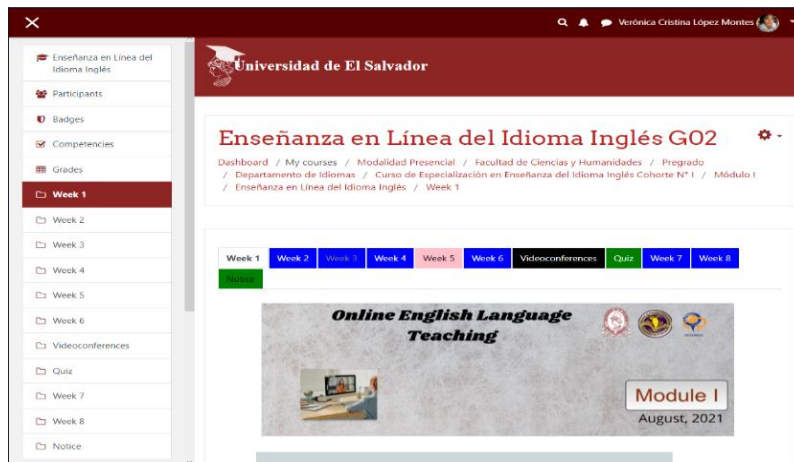 Verónica Cristina López Montes
Enseñanza en Línea del
Idioma Inglés
Participants
Badges
Competencies
Grades
Week 1
Week 2
Week 3
Week 4
Week 5
Week 6
Videoconferences
Quiz
Week 7
Week 8
Notice
Universidad de El Salvador
Enseñanza en Línea del Idioma Inglés G02
Dashboard / My courses / Modalidad Presencial / Facultad de Ciencias y Humanidades / Pregrado
/ Departamento de Idiomas / Curso de Especialización en Enseñanza del Idioma Inglés Cohorte N° I / Módulo I
/ Enseñanza en Línea del Idioma Inglés / Week 1
Week 1 Week 2 Week 3 Week 4 Week 5 Week 6 Videoconferences Quiz Week 7 Week 8
Notice
Online English Language
Teaching
Module I
August, 2021